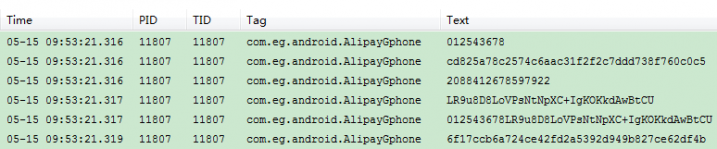 Time PID TID Tag Text
05-15 09:53:21.316 11807 11807 com.eg.android.AlipayGphone 012543678
05-15 09:53:21.316 11807 11807 com.eg.android.AlipayGphone cd825a78c2574c6aac31f2f2c7ddd738f760c0c5
05-15 09:53:21.316 11807 11807 com.eg.android.AlipayGphone 2088412678597922
05-15 09:53:21.317 11807 11807 com.eg.android.AlipayGphone LR9u8D8LoVPsNtNpXC+IgKOKkdAwBtCU
05-15 09:53:21.317 11807 11807 com.eg.android.AlipayGphone 012543678LR9u8D8LoVPsNtNpXC+IgKOKkdAwBtCU
05-15 09:53:21.319 11807 11807 com.eg.android.AlipayGphone 6f17ccb6a724ce42fd2a5392d949b827ce62df4b